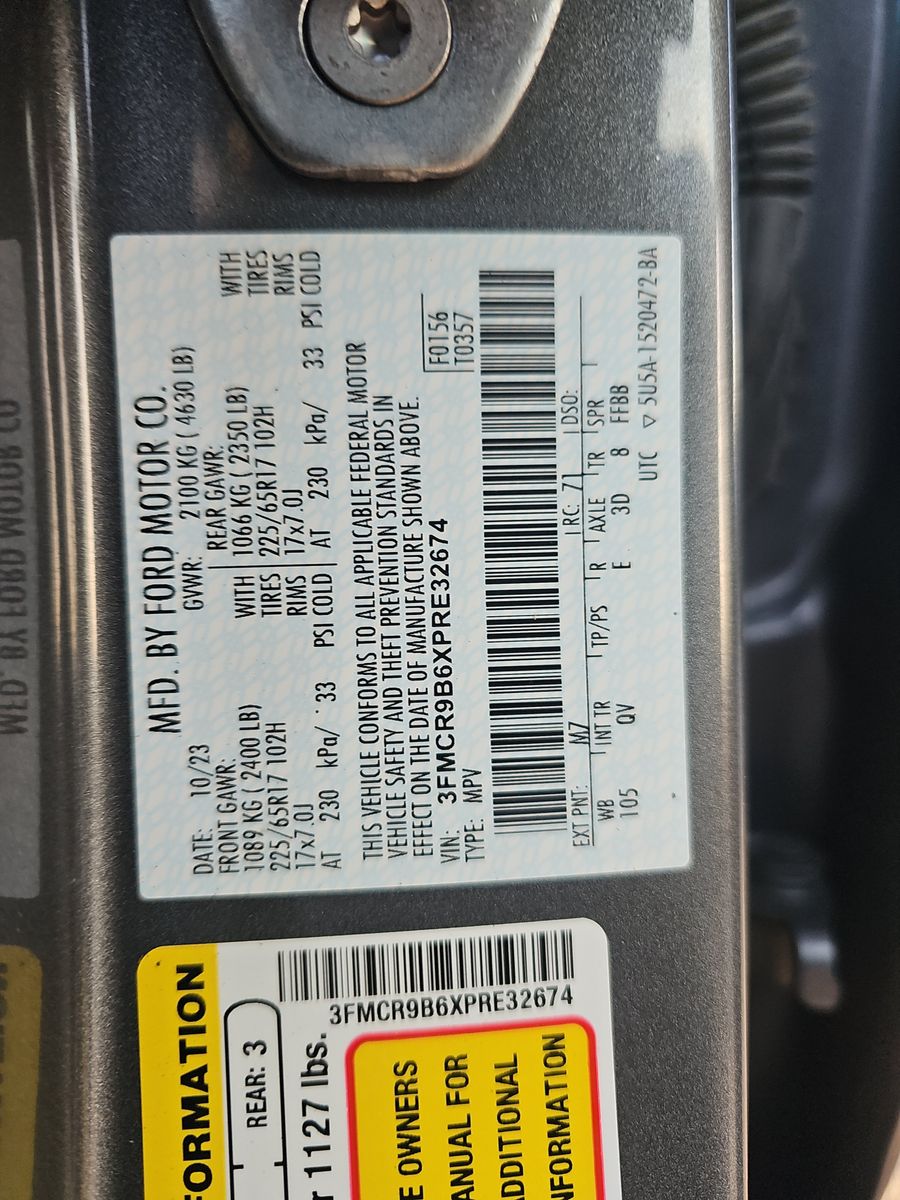 MFD. BY FORD MOTOR CO.
DATE: 10/23 GVWR: 2100 KG ( 4630 LB)
FRONT GAWR: REAR GAWR:
1089 KG ( 2400 LB) WITH 1066 KG ( 2350 LB) WITH
225/65R17 102H TIRES 225/65R17 102H TIRES
17x7.0J RIMS 17x7.0J RIMS
AT 230 kPa/ 33 PSI COLD AT 230 kPa/ 33 PSI COLD
THIS VEHICLE CONFORMS TO ALL APPLICABLE FEDERAL MOTOR
VEHICLE SAFETY AND THEFT PREVENTION STANDARDS IN
EFFECT ON THE DATE OF MANUFACTURE SHOWN ABOVE.
VIN: 3FMCR9B6XPRE32674
TYPE: MPV
F0156
T0357
EXT PNT: M7 RC: 71 DSO:
WB INT TR TP/PS R AXLE TR SPR
105 QV E 3D 8 FFBB
UTC ▽ 5U5A-1520472-BA
FORMATION
REAR: 3
r 1127 lbs.
3FMCR9B6XPRE32674
E OWNERS
ANUAL FOR
ADDITIONAL
NFORMATION